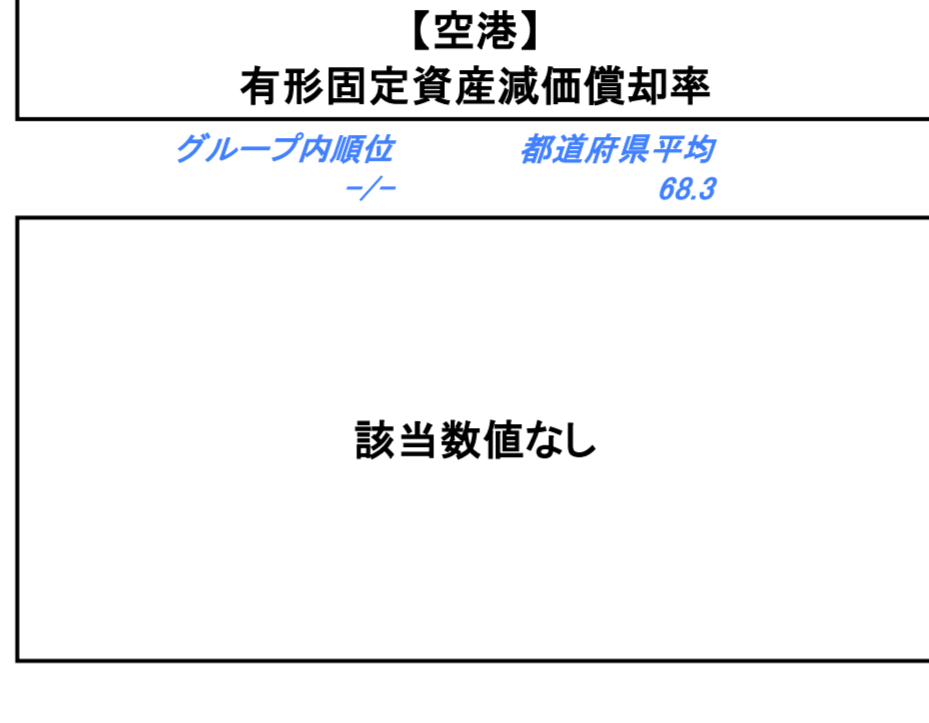 【空港】
有形固定資産減価償却率
グループ内順位 都道府県平均
-/- 68.3
該当数値なし